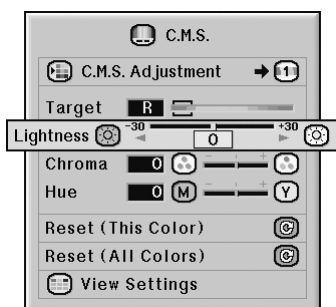 C.M.S.
C.M.S. Adjustment 1
Target R
Lightness -30 0 +30
Chroma 0
Hue 0 M Y
Reset (This Color)
Reset (All Colors)
View Settings